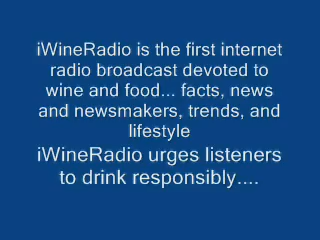 iWineRadio is the first internet
radio broadcast devoted to
wine and food... facts, news
and newsmakers, trends, and
lifestyle
iWineRadio urges listeners
to drink responsibly....